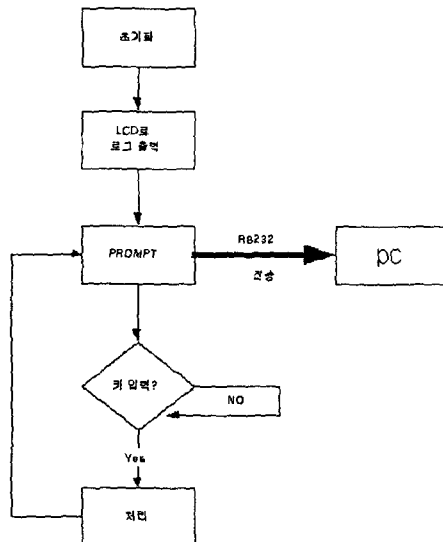 초기화
LCD로
로그 출력
PROMPT
RS232
전송
pc
키 입력?
NO
Yes
처리